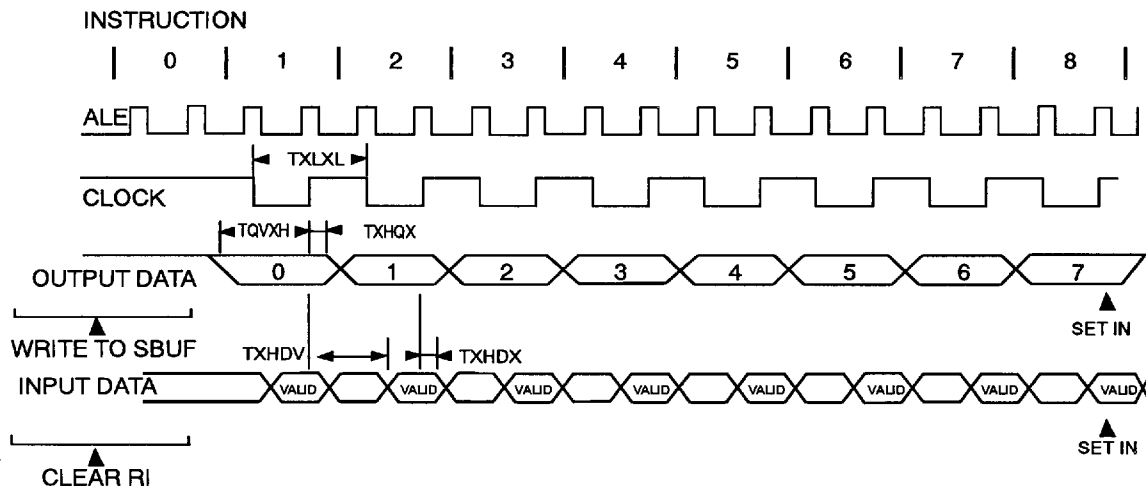 INSTRUCTION
0 1 2 3 4 5 6 7 8
ALE
TXLXL
CLOCK
TQVXH TXHQX
OUTPUT DATA 0 1 2 3 4 5 6 7
SET IN
WRITE TO SBUF
TXHDV TXHDX
INPUT DATA VALID VALID VALID VALID VALID VALID VALID VALID
SET IN
CLEAR RI